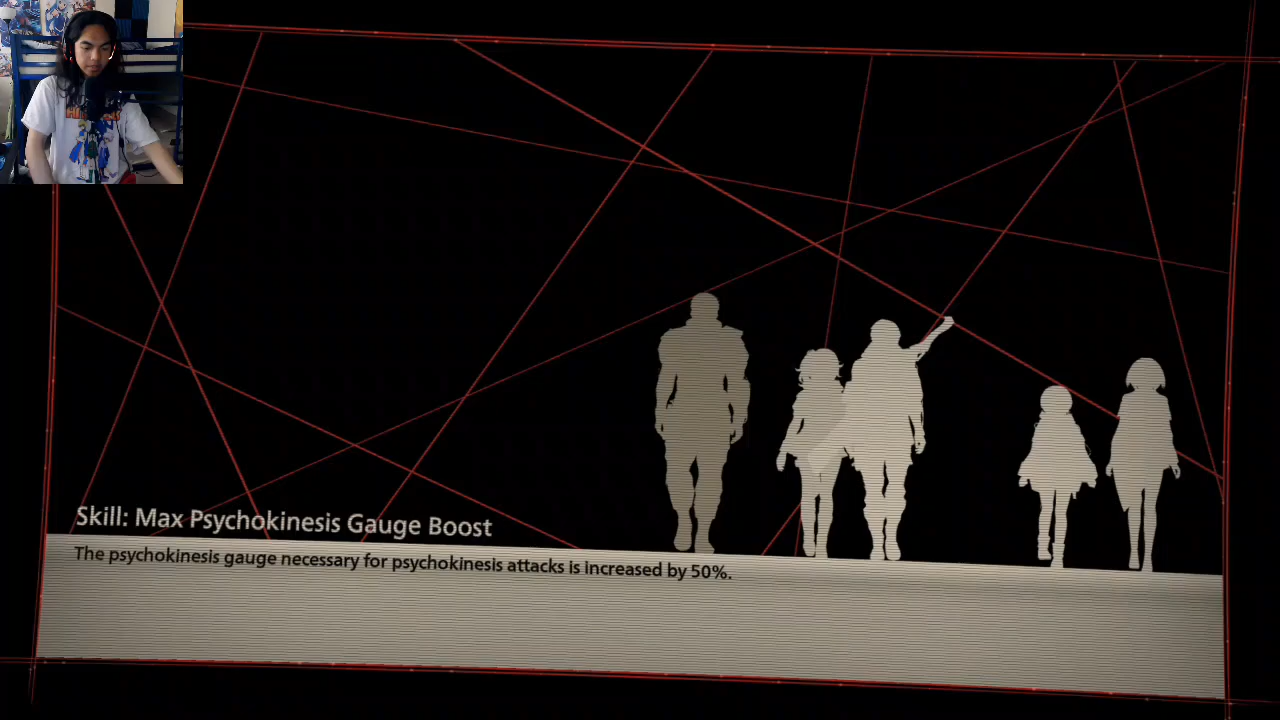 Skill: Max Psychokinesis Gauge Boost
The psychokinesis gauge necessary for psychokinesis attacks is increased by 50%.